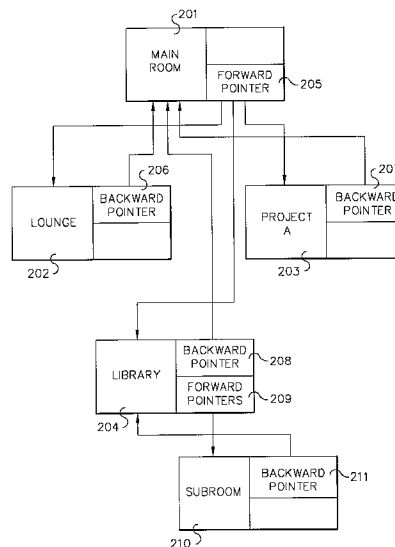 201
MAIN
ROOM
FORWARD
POINTER
205
206
BACKWARD
POINTER
LOUNGE
202
BACKWARD
POINTER
PROJECT
A
203
BACKWARD
POINTER
208
LIBRARY
FORWARD
POINTERS
209
204
BACKWARD
POINTER
211
SUBROOM
210